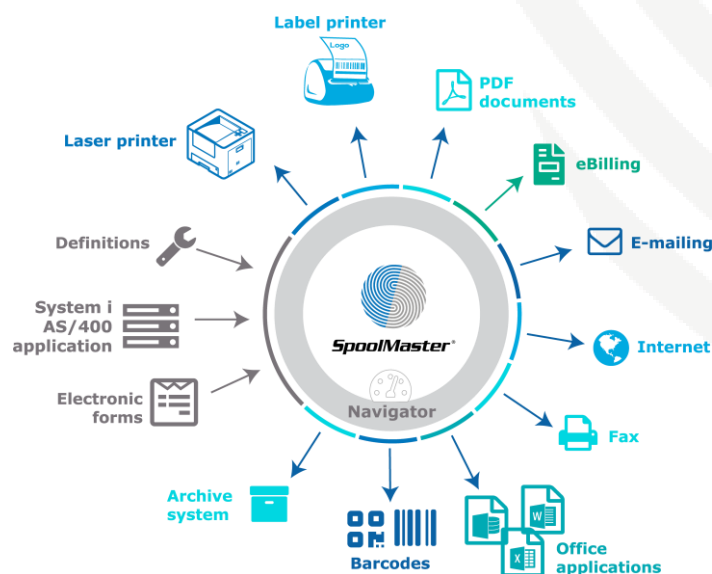 Label printer
Logo
PDF
documents
Laser printer
eBilling
Definitions
E-mailing
System i
AS/400
application
SpoolMaster®
Internet
Electronic
forms
Navigator
Fax
Archive
system
W
X
Barcodes
Office
applications